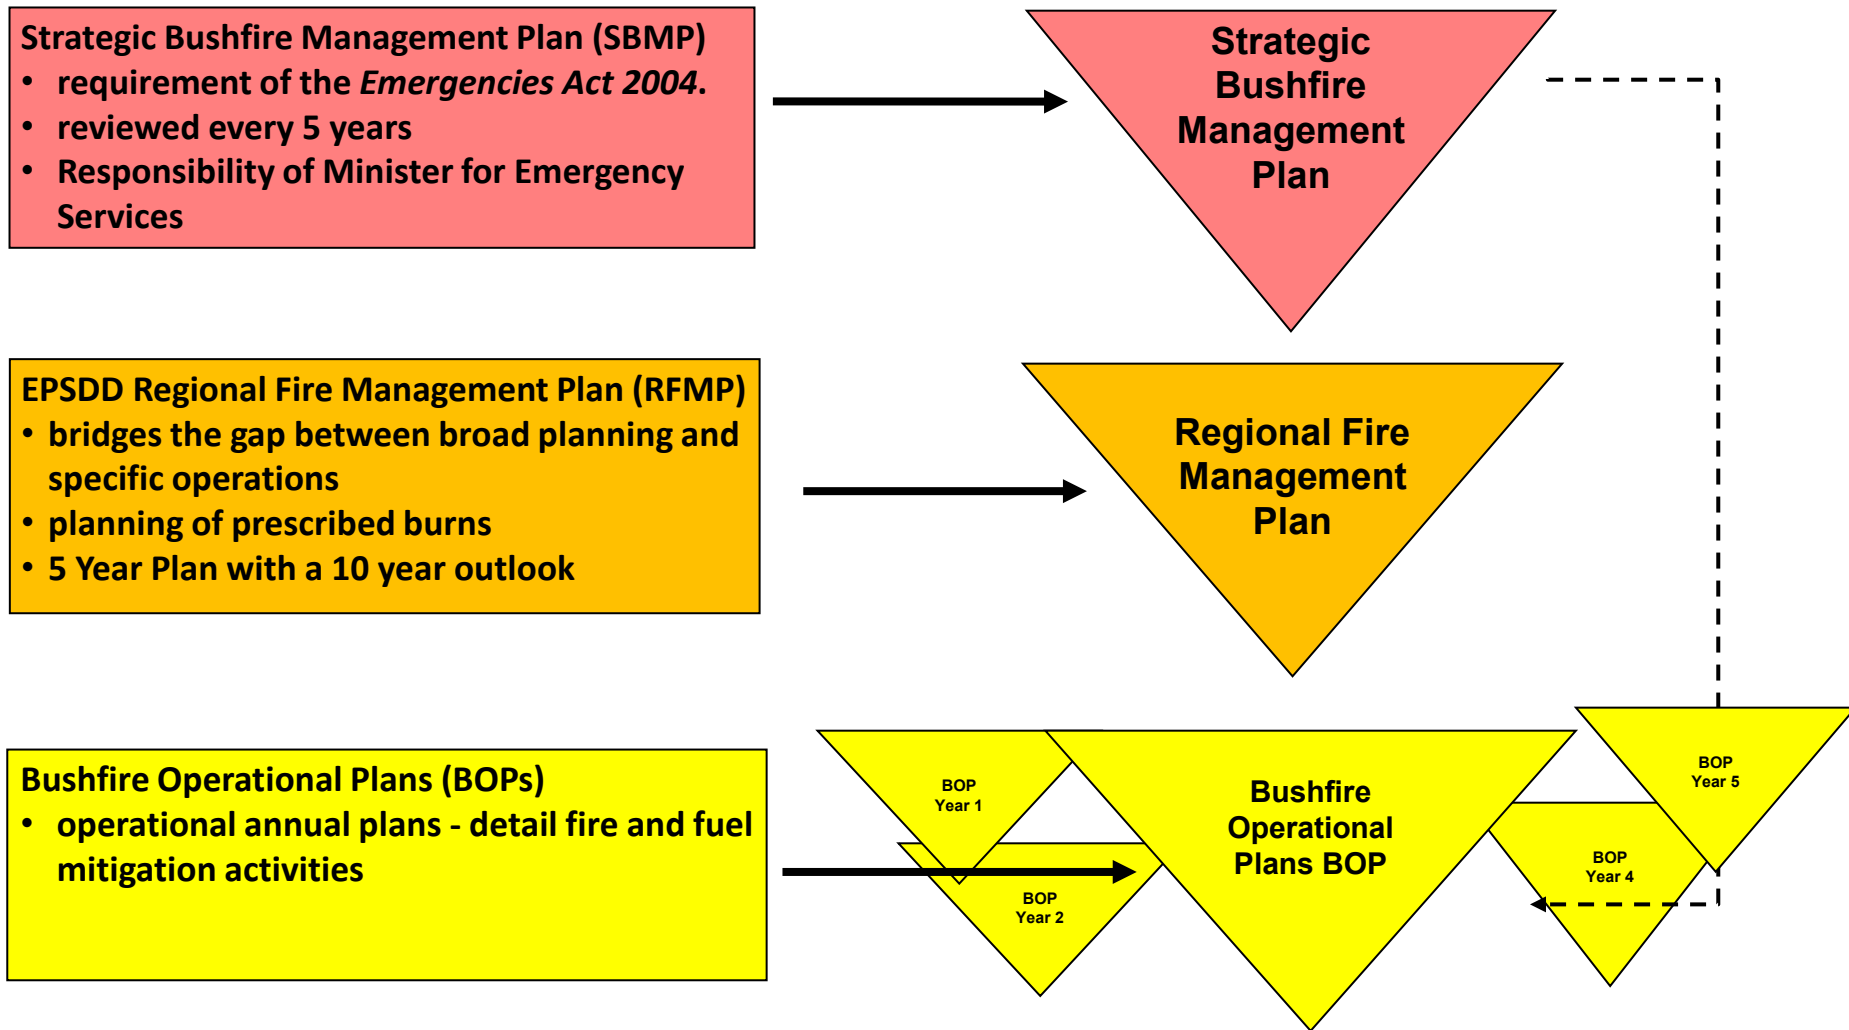 Strategic Bushfire Management Plan (SBMP)
• requirement of the Emergencies Act 2004.
• reviewed every 5 years
• Responsibility of Minister for Emergency
Services
Strategic
Bushfire
Management
Plan
EPSDD Regional Fire Management Plan (RFMP)
• bridges the gap between broad planning and
specific operations
• planning of prescribed burns
• 5 Year Plan with a 10 year outlook
Regional Fire
Management
Plan
Bushfire Operational Plans (BOPs)
• operational annual plans - detail fire and fuel
mitigation activities
BOP
Year 1
BOP
Year 2
Bushfire
Operational
Plans BOP
BOP
Year 4
BOP
Year 5